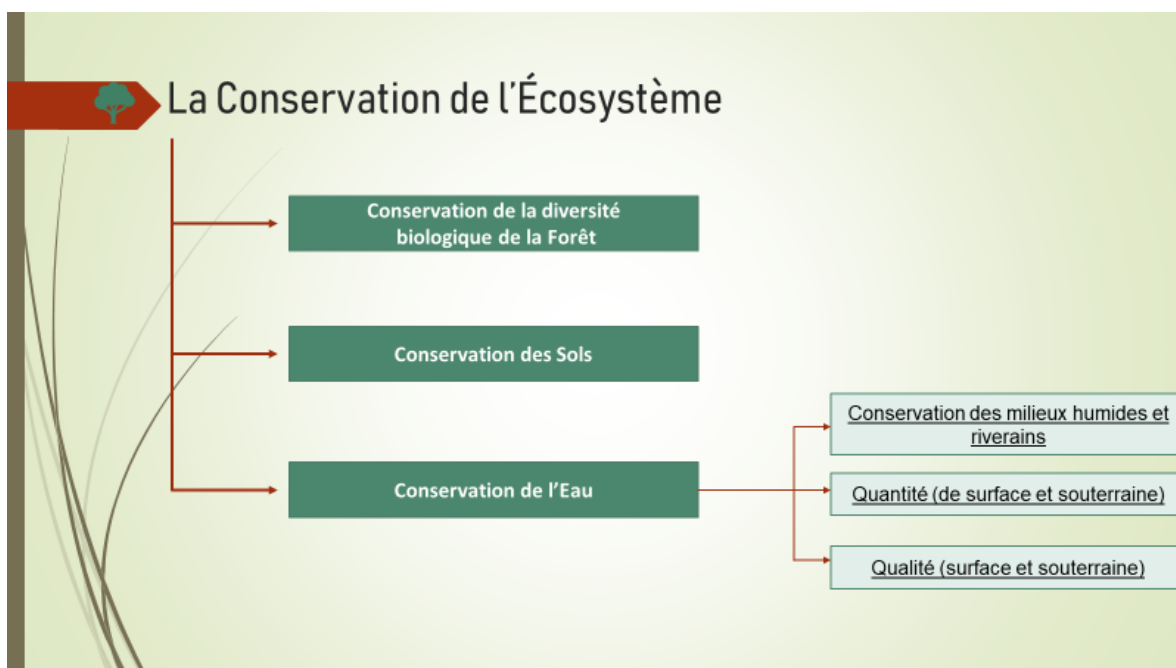 La Conservation de l’Écosystème
Conservation de la diversité
biologique de la Forêt
Conservation des Sols
Conservation de l’Eau
Conservation des milieux humides et
riverains
Quantité (de surface et souterraine)
Qualité (surface et souterraine)